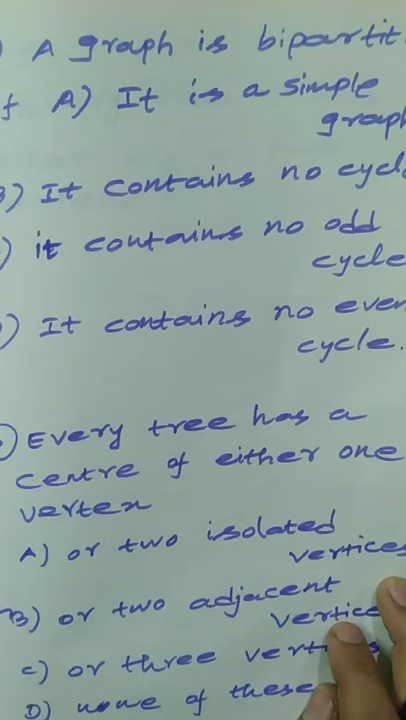 ) A graph is bipartit
f A) It is a simple
graph
B) It contains no cycle
) it contains no odd
cycle
D) It contains no even
cycle.
) Every tree has a
centre of either one
vertex
A) or two isolated
vertices
B) or two adjacent
vertice
C) or three vertices
D) none of these